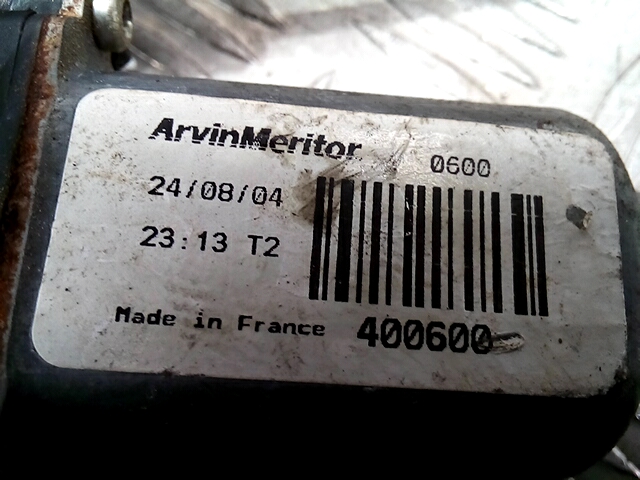 ArvinMeritor 0600
24/08/04
23:13 T2
Made in France 400600